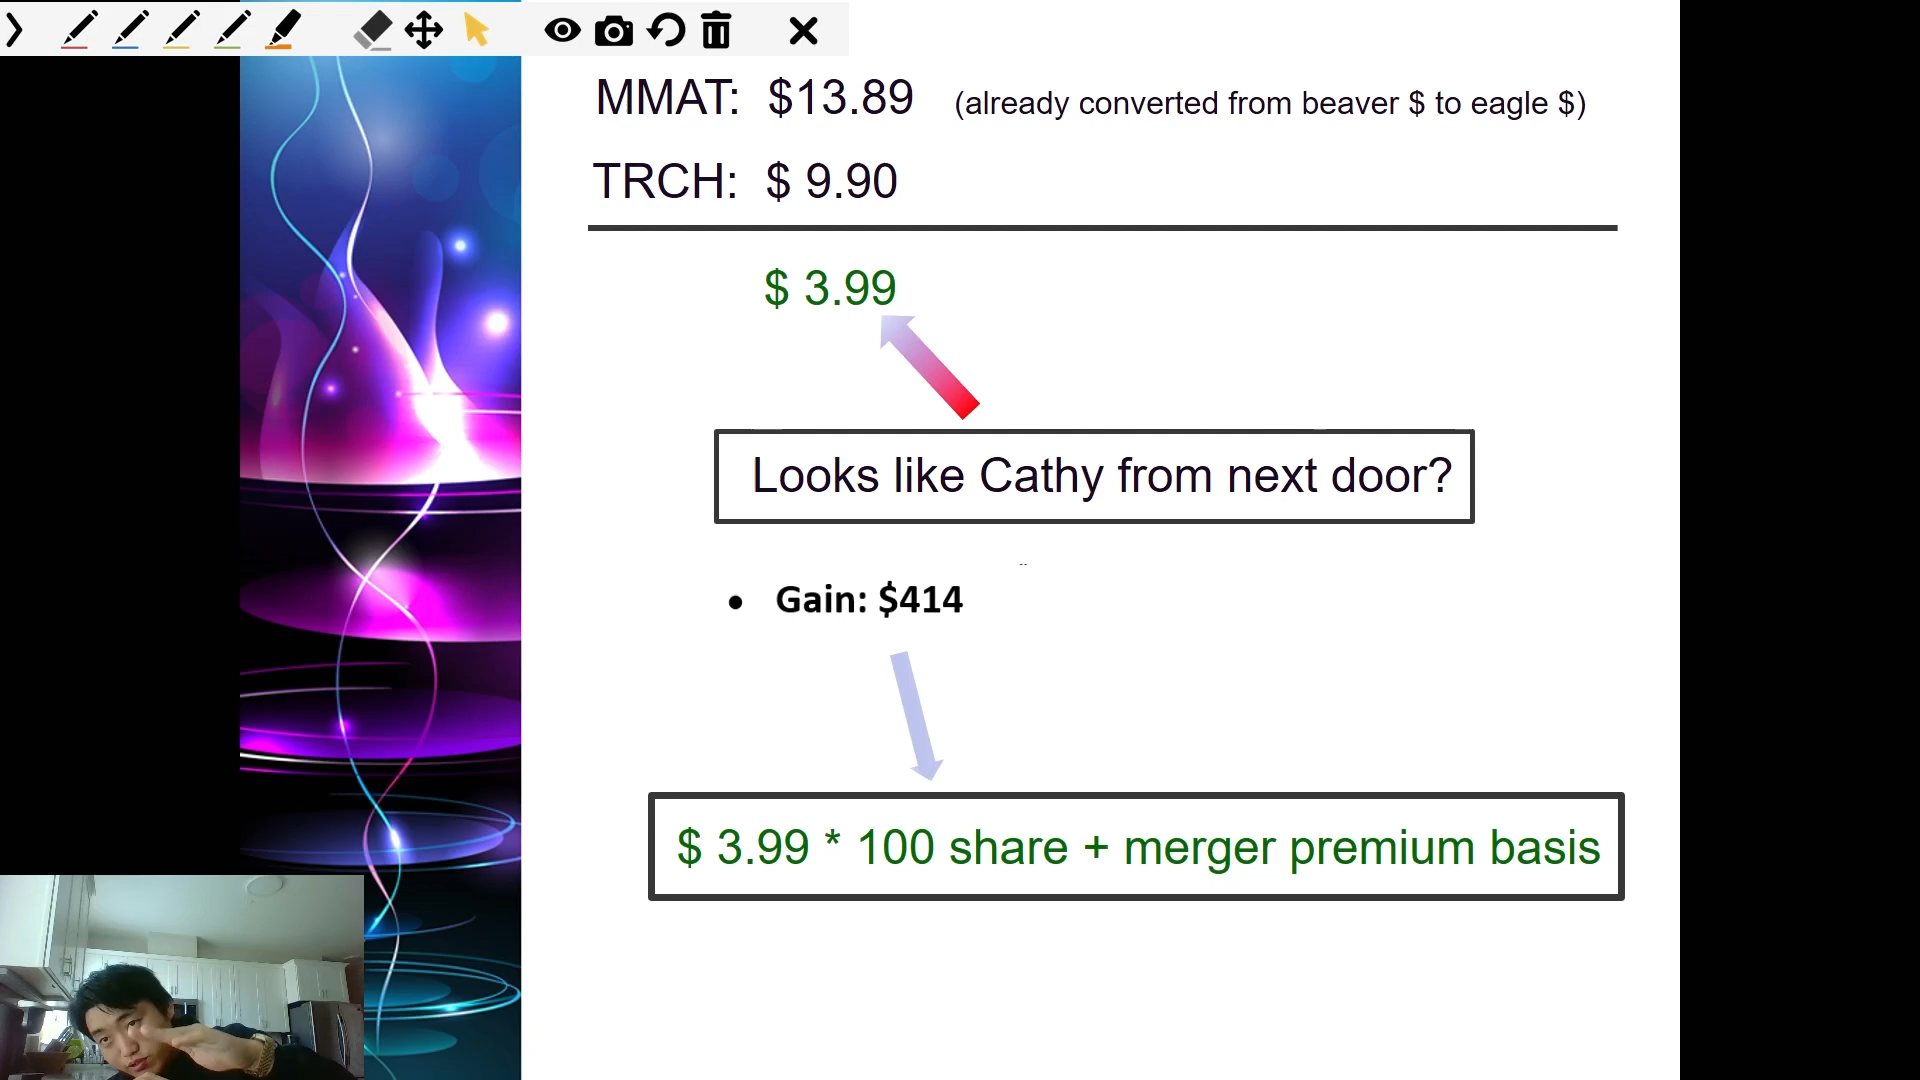 MMAT: $13.89 (already converted from beaver $ to eagle $)
TRCH: $ 9.90
$ 3.99
Looks like Cathy from next door?
• Gain: $414
$ 3.99 * 100 share + merger premium basis